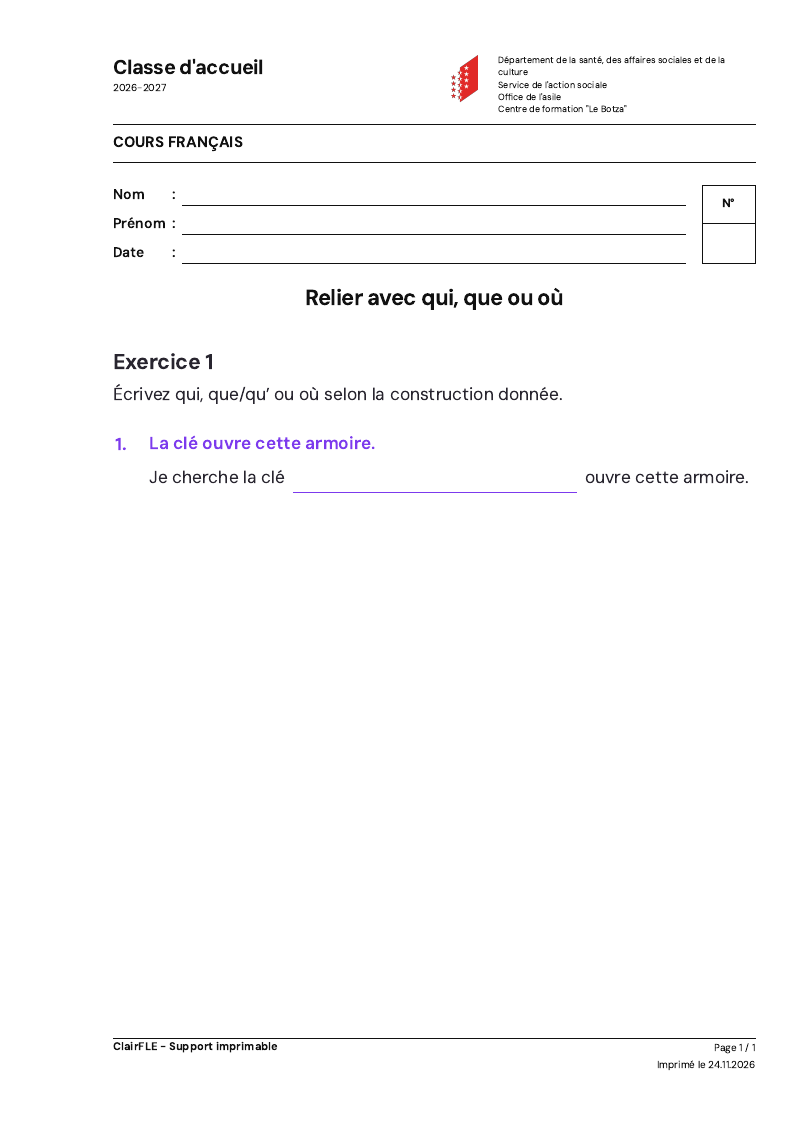 Classe d'accueil
2026-2027
Département de la santé, des affaires sociales et de la
culture
Service de l'action sociale
Office de l'asile
Centre de formation "Le Botza"
COURS FRANÇAIS
Nom :
Prénom :
Date :
N°
Relier avec qui, que ou où
Exercice 1
Écrivez qui, que/qu’ ou où selon la construction donnée.
1. La clé ouvre cette armoire.
Je cherche la clé ouvre cette armoire.
ClairFLE - Support imprimable
Page 1 / 1
Imprimé le 24.11.2026